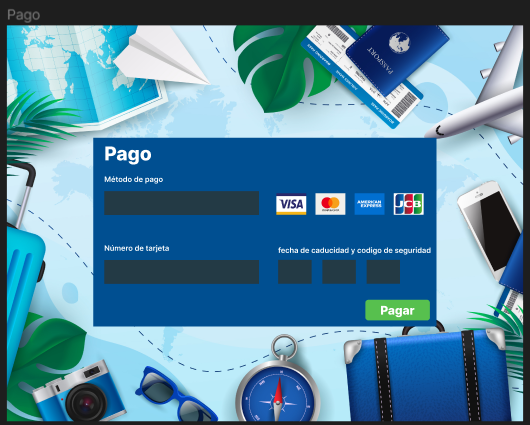 Pago
PASSPORT
Pago
Método de pago
VISA
AMERICAN
EXPRESS
JCB
Número de tarjeta
fecha de caducidad y codigo de seguridad
Pagar